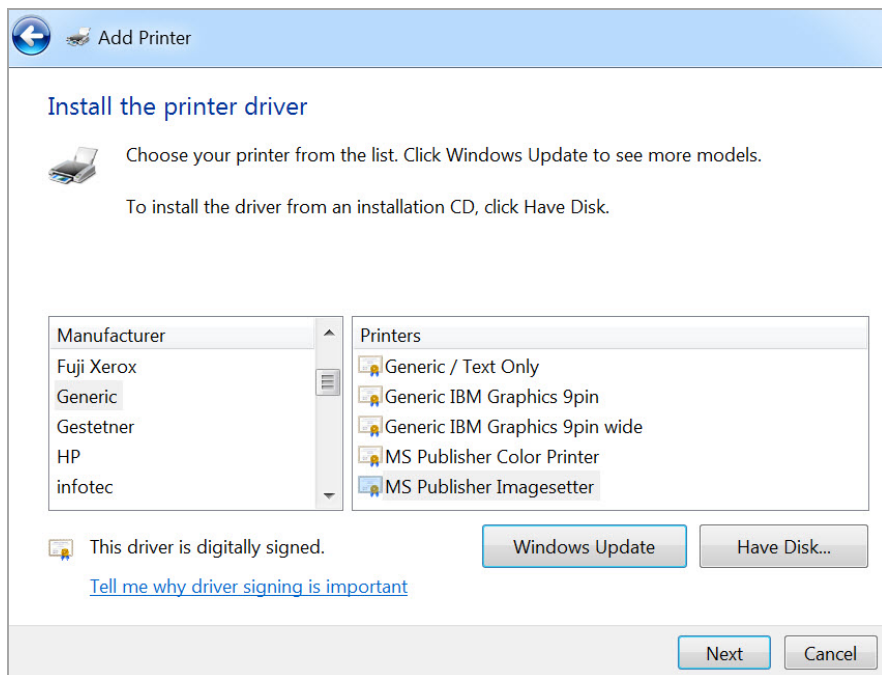 Add Printer
Install the printer driver
Choose your printer from the list. Click Windows Update to see more models.
To install the driver from an installation CD, click Have Disk.
Manufacturer
Fuji Xerox
Generic
Gestetner
HP
infotec
Printers
Generic / Text Only
Generic IBM Graphics 9pin
Generic IBM Graphics 9pin wide
MS Publisher Color Printer
MS Publisher Imagesetter
This driver is digitally signed.
Tell me why driver signing is important
Windows Update
Have Disk...
Next
Cancel